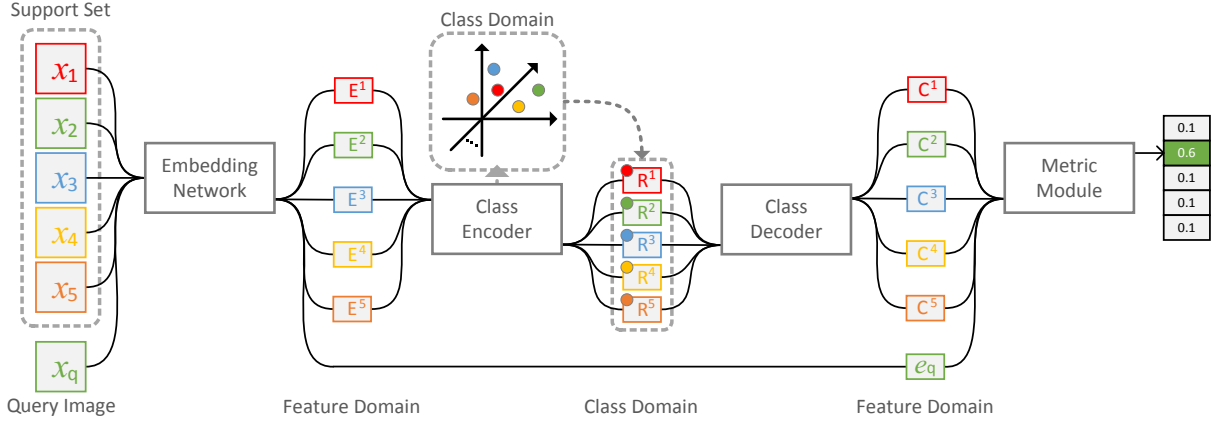 Support Set
x₁
x₂
x₃
x₄
x₅
x_q
Query Image
Embedding
Network
E¹
E²
E³
E⁴
E⁵
Feature Domain
Class Domain
Class
Encoder
R¹
R²
R³
R⁴
R⁵
Class Domain
Class
Decoder
C¹
C²
C³
C⁴
C⁵
e_q
Feature Domain
Metric
Module
0.1
0.6
0.1
0.1
0.1